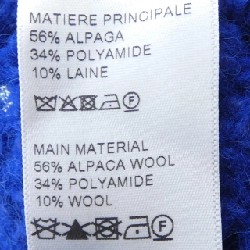 MATIERE PRINCIPALE
56% ALPAGA
34% POLYAMIDE
10% LAINE
MAIN MATERIAL
56% ALPACA WOOL
34% POLYAMIDE
10% WOOL